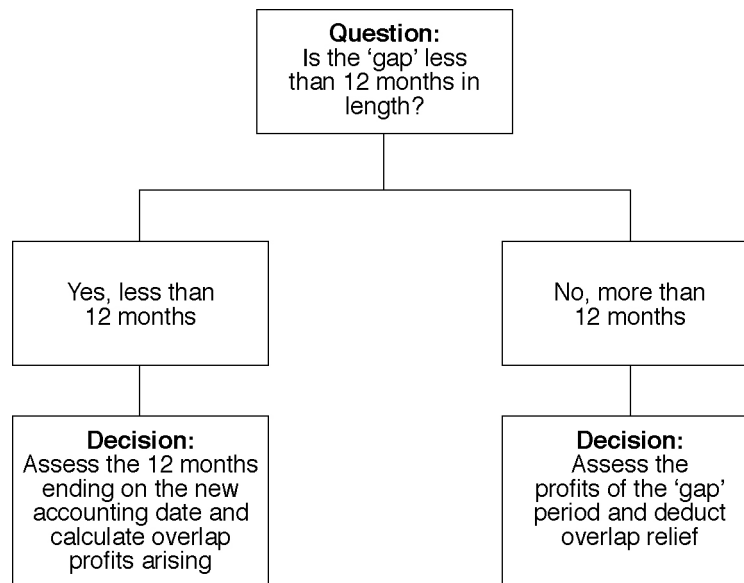 Question:
Is the ‘gap’ less
than 12 months in
length?
Yes, less than
12 months
No, more than
12 months
Decision:
Assess the 12 months
ending on the new
accounting date and
calculate overlap
profits arising
Decision:
Assess the
profits of the ‘gap’
period and deduct
overlap relief